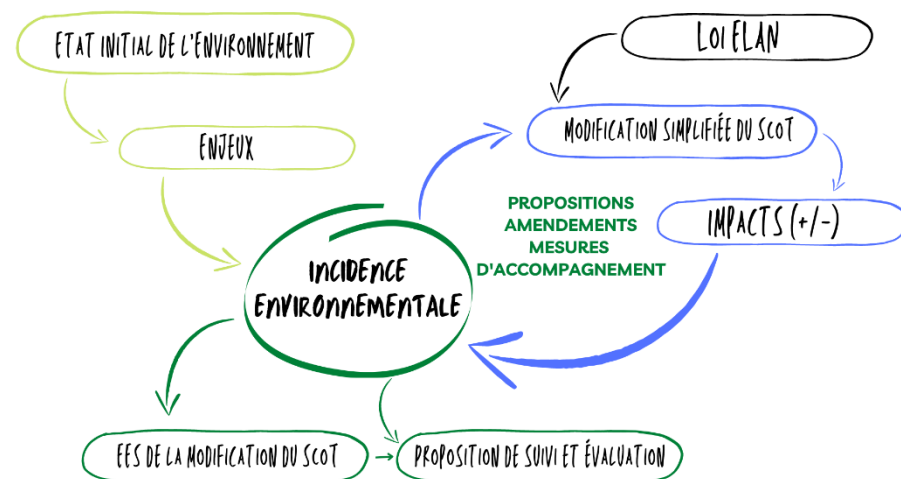 ETAT INITIAL DE L'ENVIRONNEMENT
LOI ELAN
ENJEUX
MODIFICATION SIMPLIFIÉE DU SCOT
PROPOSITIONS
AMENDEMENTS
MESURES
D'ACCOMPAGNEMENT
IMPACTS (+/-)
INCIDENCE
ENVIRONNEMENTALE
EES DE LA MODIFICATION DU SCOT
PROPOSITION DE SUIVI ET ÉVALUATION